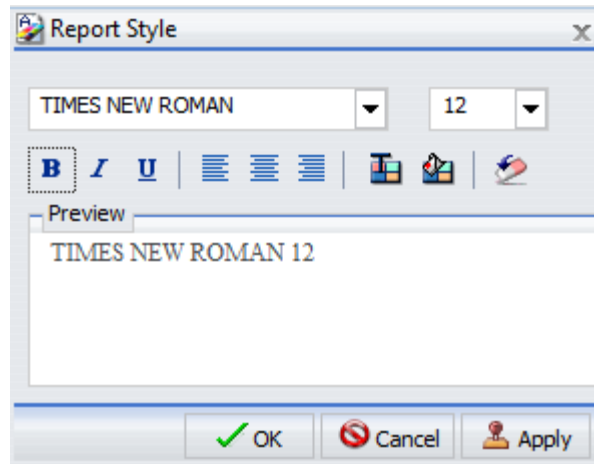 Report Style
TIMES NEW ROMAN 12
B I U
Preview
TIMES NEW ROMAN 12
OK Cancel Apply